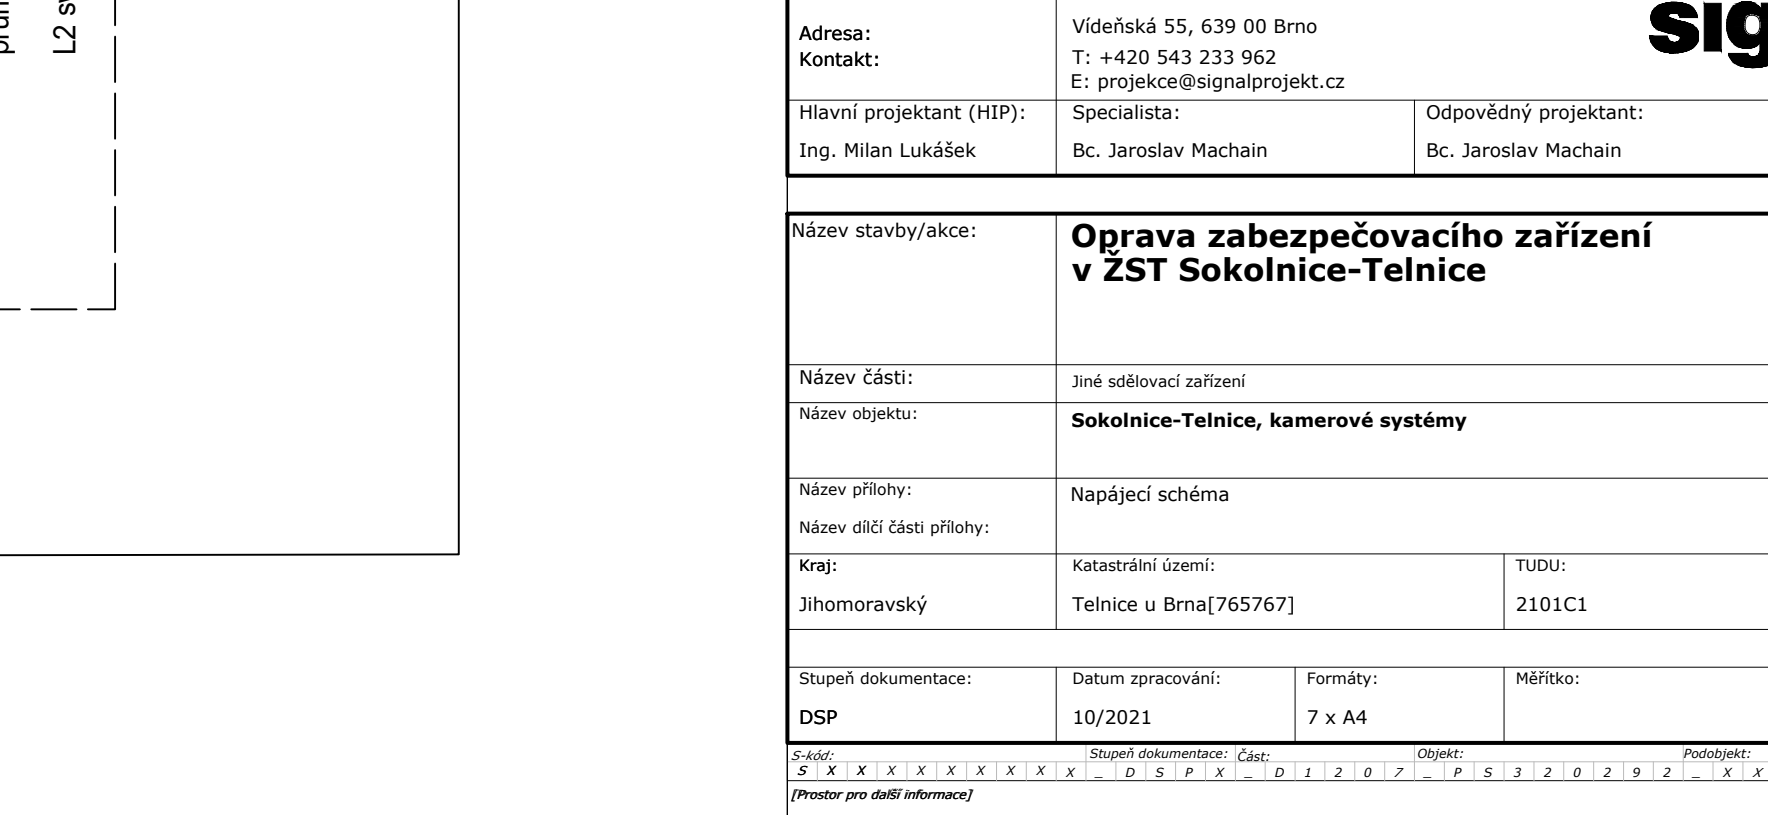 L2
Adresa:
Vídeňská 55, 639 00 Brno
Kontakt:
T: +420 543 233 962
E: projekce@signalprojekt.cz
sig
Hlavní projektant (HIP): Specialista: Odpovědný projektant:
Ing. Milan Lukášek Bc. Jaroslav Machain Bc. Jaroslav Machain
Název stavby/akce: Oprava zabezpečovacího zařízení
v ŽST Sokolnice-Telnice
Název části: Jiné sdělovací zařízení
Název objektu: Sokolnice-Telnice, kamerové systémy
Název přílohy: Napájecí schéma
Název dílčí části přílohy:
Kraj: Katastrální území: TUDU:
Jihomoravský Telnice u Brna[765767] 2101C1
Stupeň dokumentace: Datum zpracování: Formáty: Měřítko:
DSP 10/2021 7 x A4
S-kód: Stupeň dokumentace: Část: Objekt: Podobjekt:
S X X X X X X X X X _ D S P X _ D 1 2 0 7 _ P S 3 2 0 2 9 2 _ X X
[Prostor pro další informace]